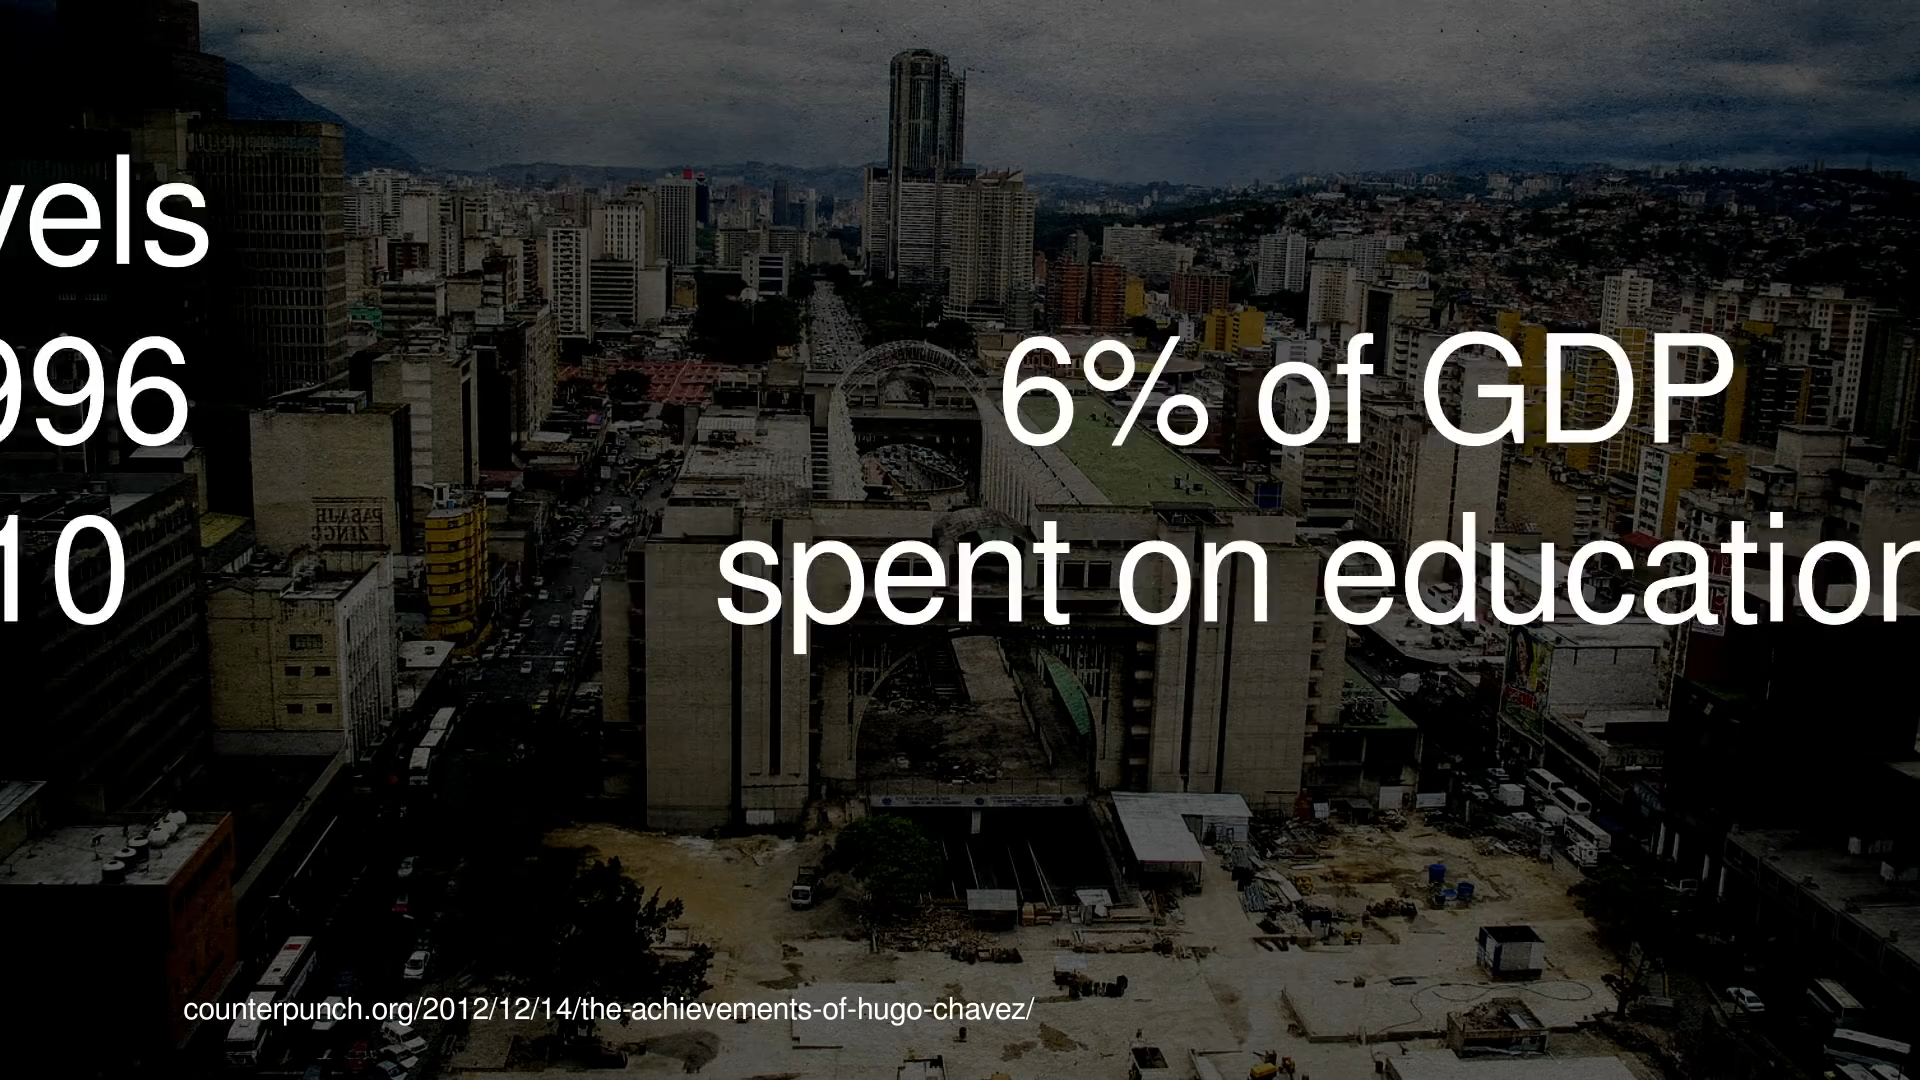 vels
996
10
6% of GDP
spent on education
counterpunch.org/2012/12/14/the-achievements-of-hugo-chavez/